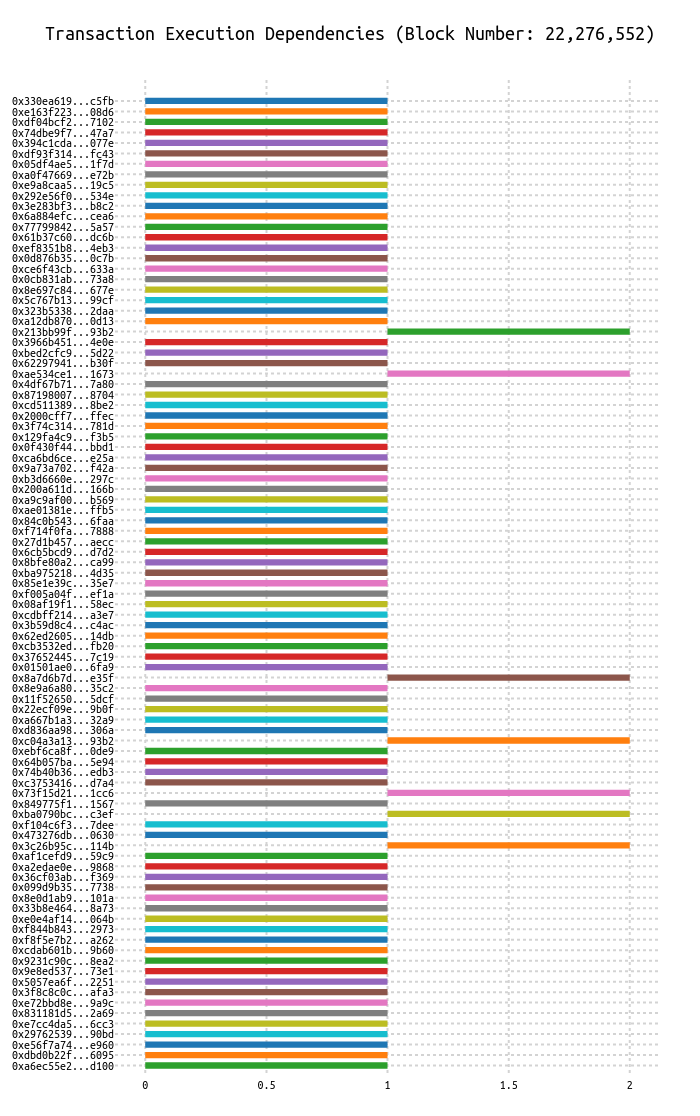 Transaction Execution Dependencies (Block Number: 22,276,552)
0x330ea619...c5fb
0xe163f223...08d6
0xdf04bcf2...7102
0x74dbe9f7...47a7
0x394c1cda...077e
0xdf93f314...fc43
0x05df4ae5...1f7d
0xa0f47669...e72b
0xe9a8caa5...19c5
0x292e56f0...534e
0x3e283bf3...b8c2
0x6a884efc...cea6
0x77799842...5a57
0x61b37c60...dc6b
0xef8351b8...4eb3
0x0d876b35...0c7b
0xce6f43cb...633a
0x0cb831ab...73a8
0x8e697c84...677e
0x5c767b13...99cf
0x323b5338...2daa
0xa12db870...0d13
0x213bb99f...93b2
0x3966b451...4e0e
0xbed2cfc9...5d22
0x62297941...b30f
0xae534ce1...1673
0x4df67b71...7a80
0x87198007...8704
0xcd511389...8be2
0x2000cff7...ffec
0x3f74c314...781d
0x129fa4c9...f3b5
0x0f430f44...bbd1
0xca6bd6ce...e25a
0x9a73a702...f42a
0xb3d6660e...297c
0x200a611d...166b
0xa9c9af00...b569
0xae01381e...ffb5
0x84c0b543...6faa
0xf714f0fa...7888
0x27d1b457...aecc
0x6cb5bcd9...d7d2
0x8bfe80a2...ca99
0xba975218...4d35
0x85e1e39c...35e7
0xf005a04f...ef1a
0x08af19f1...58ec
0xcdbff214...a3e7
0x3b59d8c4...c4ac
0x62ed2605...14db
0xcb3532ed...fb20
0x37652445...7c19
0x01501ae0...6fa9
0x8a7d6b7d...e35f
0x8e9a6a80...35c2
0x11f52650...5dcf
0x22ecf09e...9b0f
0xa667b1a3...32a9
0xd836aa98...306a
0xc04a3a13...93b2
0xebf6ca8f...0de9
0x64b057ba...5e94
0x74b40b36...edb3
0xc3753416...d7a4
0x73f15d21...1cc6
0x849775f1...1567
0xba0790bc...c3ef
0xf104c6f3...7dee
0x473276db...0630
0x3c26b95c...114b
0xaf1cefd9...59c9
0xa2edae0e...9868
0x36cf03ab...f369
0x099d9b35...7738
0x8e0d1ab9...101a
0x33b8e464...8a73
0xe0e4af14...064b
0xf844b843...2973
0xf8f5e7b2...a262
0xcdab601b...9b60
0x9231c90c...8ea2
0x9e8ed537...73e1
0x5057ea6f...2251
0x3f8c8c0c...afa3
0xe72bbd8e...9a9c
0x831181d5...2a69
0xe7cc4da5...6cc3
0x29762539...90bd
0xe56f7a74...e960
0xdbd0b22f...6095
0xa6ec55e2...d100
0 0.5 1 1.5 2